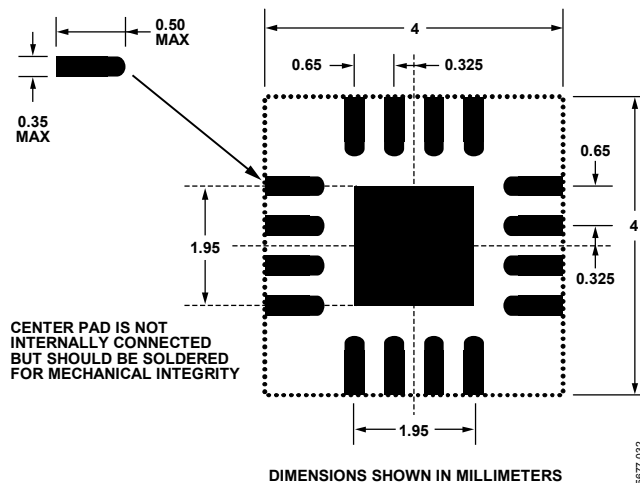 0.50
MAX
0.35
MAX
4
0.65
0.325
0.65
4
0.325
1.95
CENTER PAD IS NOT
INTERNALLY CONNECTED
BUT SHOULD BE SOLDERED
FOR MECHANICAL INTEGRITY
1.95
DIMENSIONS SHOWN IN MILLIMETERS